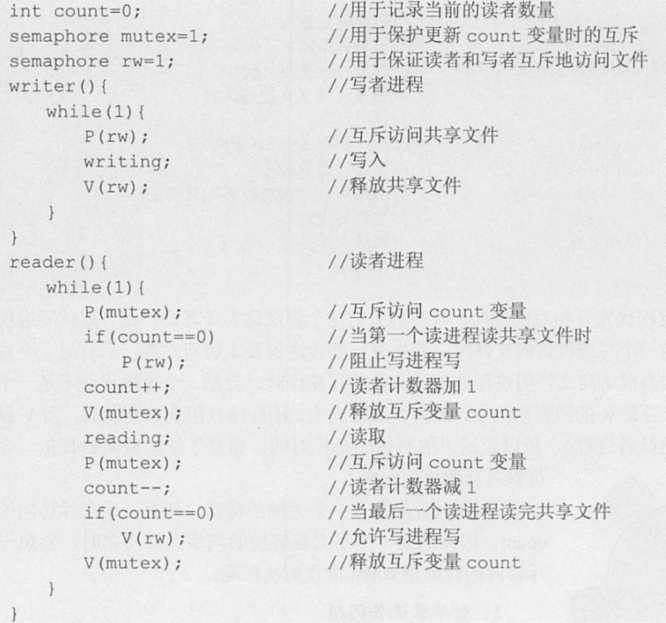 int count=0; //用于记录当前的读者数量
semaphore mutex=1; //用于保护更新 count 变量时的互斥
semaphore rw=1; //用于保证读者和写者互斥地访问文件
writer(){ //写者进程
while(1){
P(rw); //互斥访问共享文件
writing; //写入
V(rw); //释放共享文件
}
}
reader(){ //读者进程
while(1){
P(mutex); //互斥访问 count 变量
if(count==0) //当第一个读进程读共享文件时
P(rw); //阻止写进程写
count++; //读者计数器加 1
V(mutex); //释放互斥变量 count
reading; //读取
P(mutex); //互斥访问 count 变量
count--; //读者计数器减 1
if(count==0) //当最后一个读进程读完共享文件
V(rw); //允许写进程写
V(mutex); //释放互斥变量 count
}
}